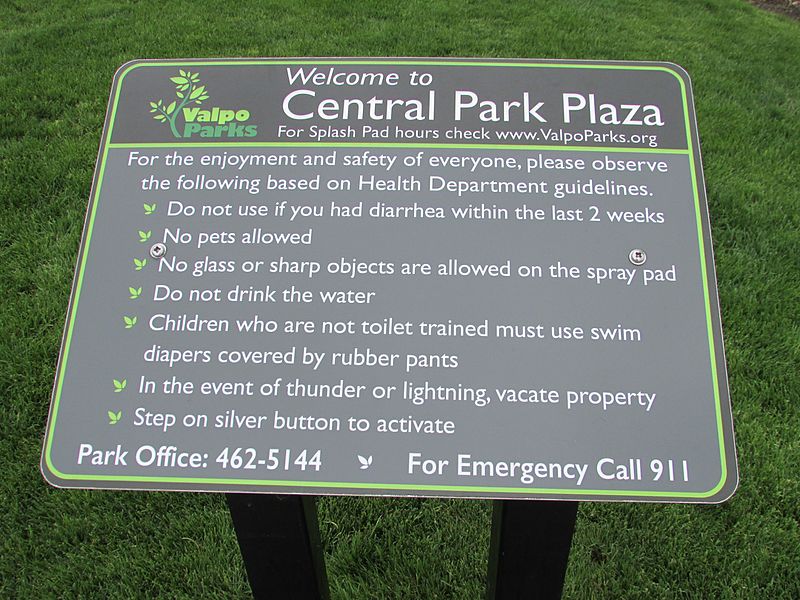 Valpo
Parks
Welcome to
Central Park Plaza
For Splash Pad hours check www.ValpoParks.org
For the enjoyment and safety of everyone, please observe
the following based on Health Department guidelines.
Do not use if you had diarrhea within the last 2 weeks
No pets allowed
No glass or sharp objects are allowed on the spray pad
Do not drink the water
Children who are not toilet trained must use swim
diapers covered by rubber pants
In the event of thunder or lightning, vacate property
Step on silver button to activate
Park Office: 462-5144 For Emergency Call 911